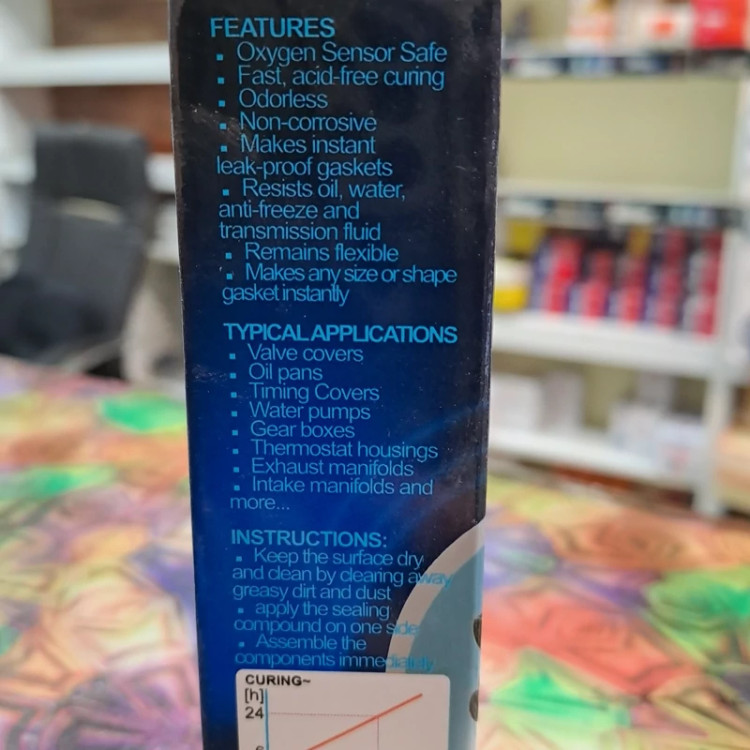 FEATURES
▪ Oxygen Sensor Safe
▪ Fast, acid-free curing
▪ Odorless
▪ Non-corrosive
▪ Makes instant
leak-proof gaskets
▪ Resists oil, water,
anti-freeze and
transmission fluid
▪ Remains flexible
▪ Makes any size or shape
gasket instantly
TYPICAL APPLICATIONS
▪ Valve covers
▪ Oil pans
▪ Timing Covers
▪ Water pumps
▪ Gear boxes
▪ Thermostat housings
▪ Exhaust manifolds
▪ Intake manifolds and
more...
INSTRUCTIONS:
▪ Keep the surface dry
and clean by clearing away
greasy dirt and dust
▪ apply the sealing
compound on one side
▪ Assemble the
components immediately
CURING~
[h]
24